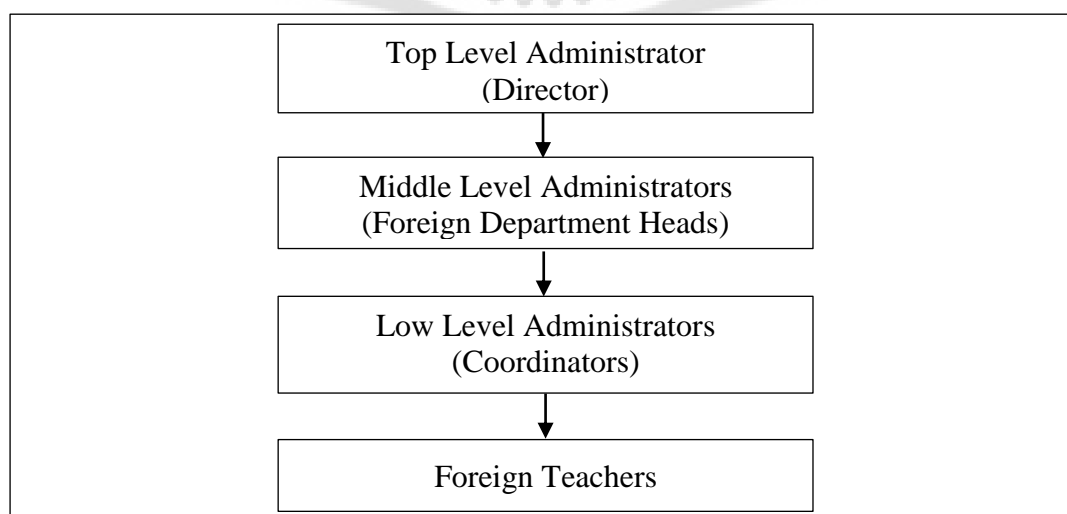 Top Level Administrator
(Director)
Middle Level Administrators
(Foreign Department Heads)
Low Level Administrators
(Coordinators)
Foreign Teachers